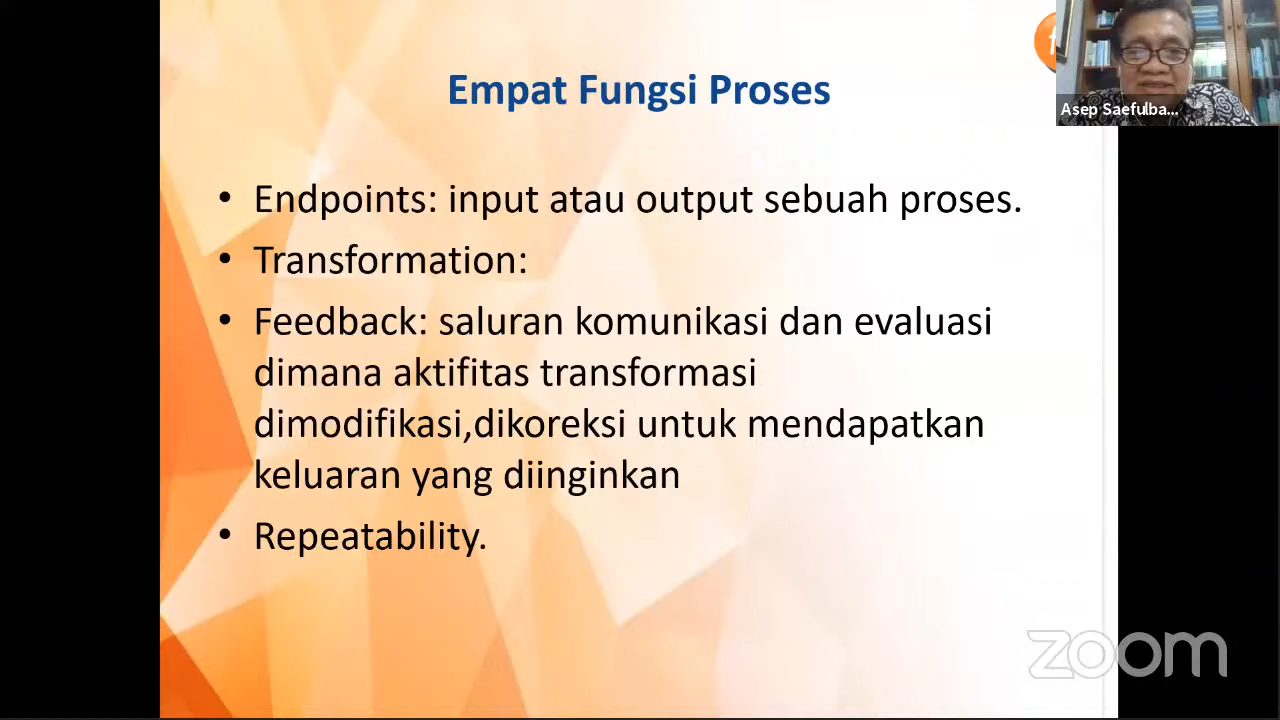 Empat Fungsi Proses
Asep Saefulba...
• Endpoints: input atau output sebuah proses.
• Transformation:
• Feedback: saluran komunikasi dan evaluasi
dimana aktifitas transformasi
dimodifikasi,dikoreksi untuk mendapatkan
keluaran yang diinginkan
• Repeatability.
zoom